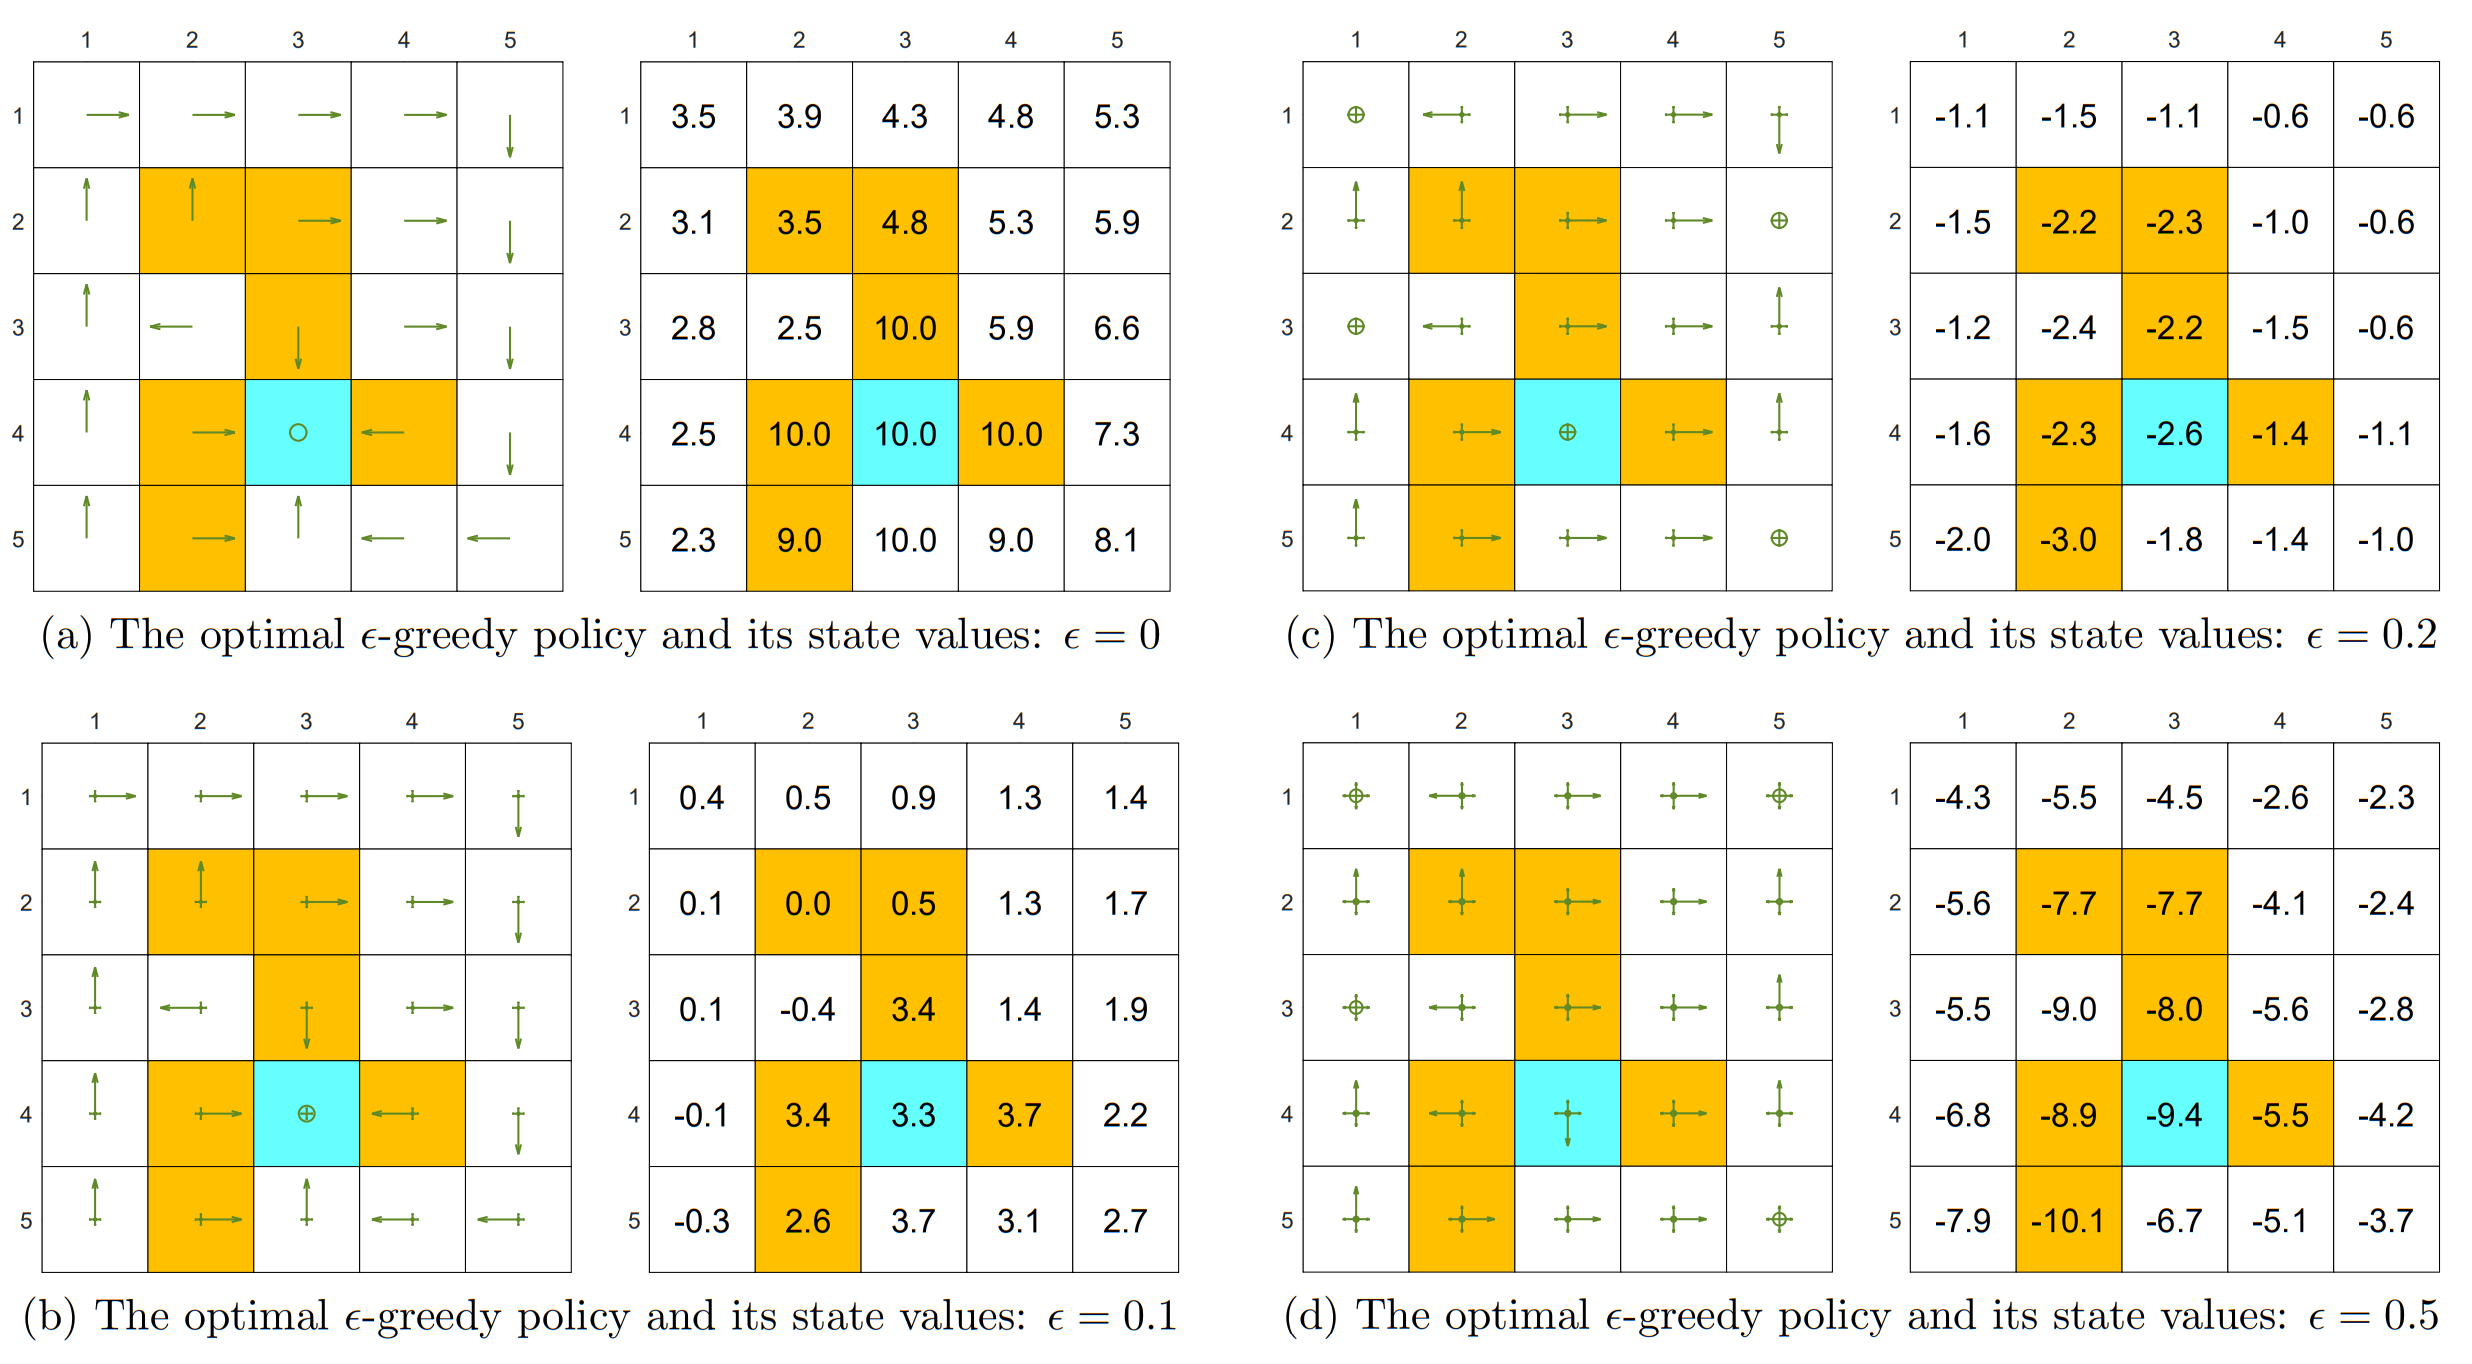 1 2 3 4 5 1 2 3 4 5
1 1 3.5 3.9 4.3 4.8 5.3
2 2 3.1 3.5 4.8 5.3 5.9
3 3 2.8 2.5 10.0 5.9 6.6
4 4 2.5 10.0 10.0 10.0 7.3
5 5 2.3 9.0 10.0 9.0 8.1
(a) The optimal ϵ-greedy policy and its state values: ϵ = 0
1 2 3 4 5 1 2 3 4 5
1 1 -1.1 -1.5 -1.1 -0.6 -0.6
2 2 -1.5 -2.2 -2.3 -1.0 -0.6
3 3 -1.2 -2.4 -2.2 -1.5 -0.6
4 4 -1.6 -2.3 -2.6 -1.4 -1.1
5 5 -2.0 -3.0 -1.8 -1.4 -1.0
(c) The optimal ϵ-greedy policy and its state values: ϵ = 0.2
1 2 3 4 5 1 2 3 4 5
1 1 0.4 0.5 0.9 1.3 1.4
2 2 0.1 0.0 0.5 1.3 1.7
3 3 0.1 -0.4 3.4 1.4 1.9
4 4 -0.1 3.4 3.3 3.7 2.2
5 5 -0.3 2.6 3.7 3.1 2.7
(b) The optimal ϵ-greedy policy and its state values: ϵ = 0.1
1 2 3 4 5 1 2 3 4 5
1 1 -4.3 -5.5 -4.5 -2.6 -2.3
2 2 -5.6 -7.7 -7.7 -4.1 -2.4
3 3 -5.5 -9.0 -8.0 -5.6 -2.8
4 4 -6.8 -8.9 -9.4 -5.5 -4.2
5 5 -7.9 -10.1 -6.7 -5.1 -3.7
(d) The optimal ϵ-greedy policy and its state values: ϵ = 0.5